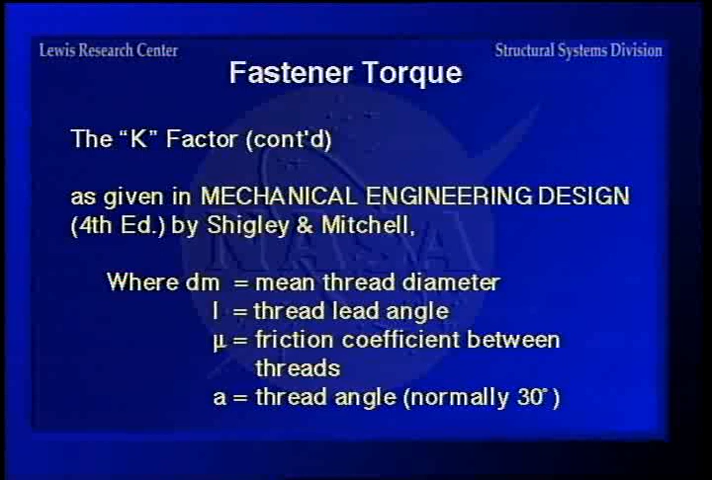 Lewis Research Center
Structural Systems Division
Fastener Torque
The “K” Factor (cont'd)
as given in MECHANICAL ENGINEERING DESIGN
(4th Ed.) by Shigley & Mitchell,
Where dm = mean thread diameter
l = thread lead angle
µ = friction coefficient between
threads
a = thread angle (normally 30°)
NASA